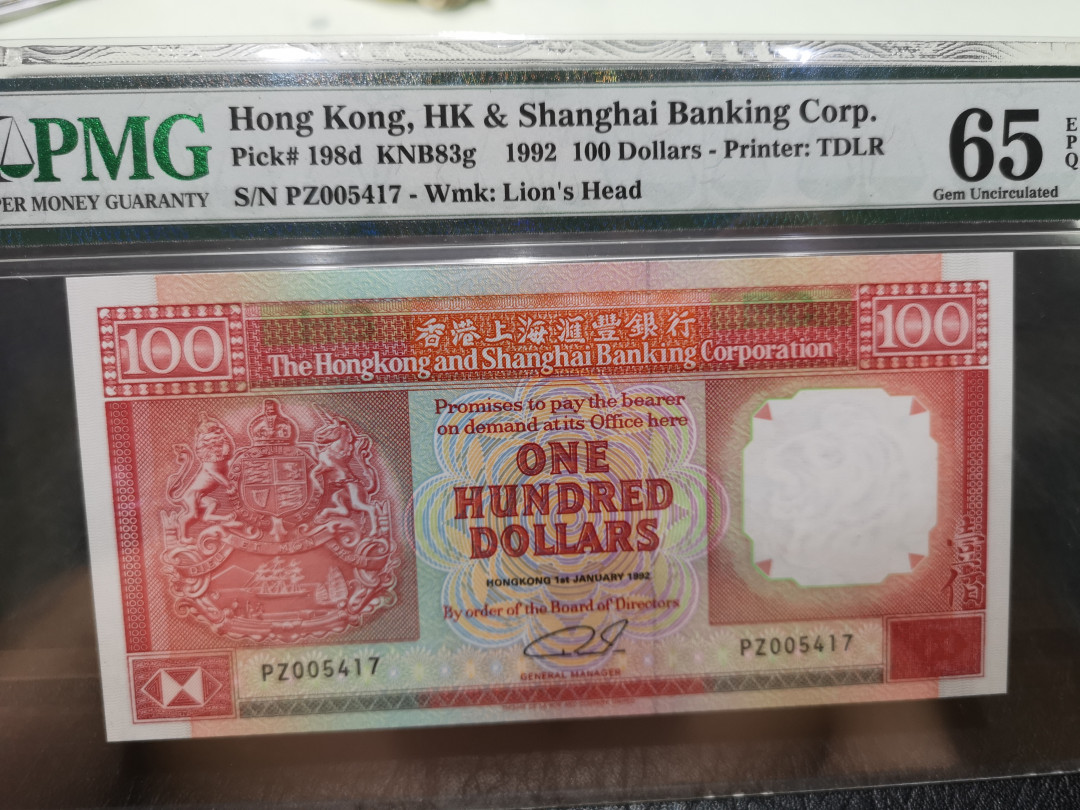 PMG
ER MONEY GUARANTY
Hong Kong, HK & Shanghai Banking Corp.
Pick# 198d KNB83g 1992 100 Dollars - Printer: TDLR
S/N PZ005417 - Wmk: Lion's Head
65
E
P
Q
Gem Uncirculated
100
香港上海滙豐銀行
The Hongkong and Shanghai Banking Corporation
100
Promises to pay the bearer
on demand at its Office here
ONE
HUNDRED
DOLLARS
HONGKONG 1st JANUARY 1992
By order of the Board of Directors
GENERAL MANAGER
PZ005417
PZ005417